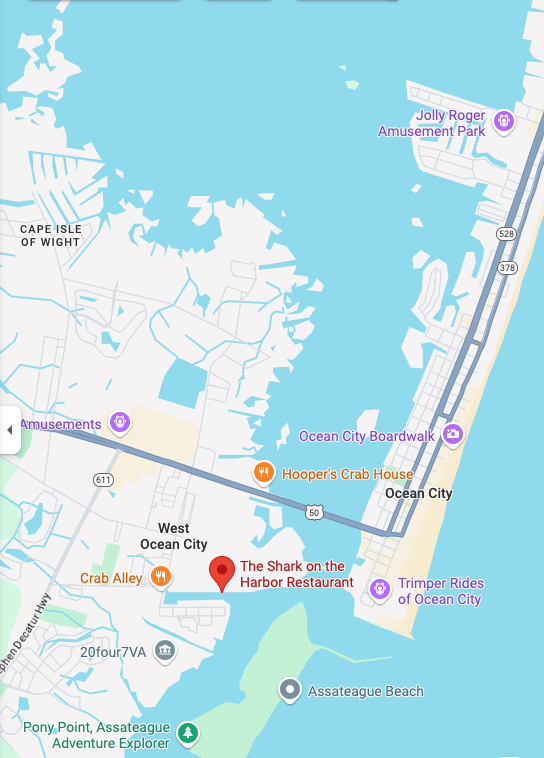 Jolly Roger
Amusement Park
CAPE ISLE
OF WIGHT
528
378
Amusements
Ocean City Boardwalk
Hooper's Crab House
611
Ocean City
50
West
Ocean City
The Shark on the
Harbor Restaurant
Crab Alley
Trimper Rides
of Ocean City
phen Decatur Hwy
20four7VA
Assateague Beach
Pony Point, Assateague
Adventure Explorer